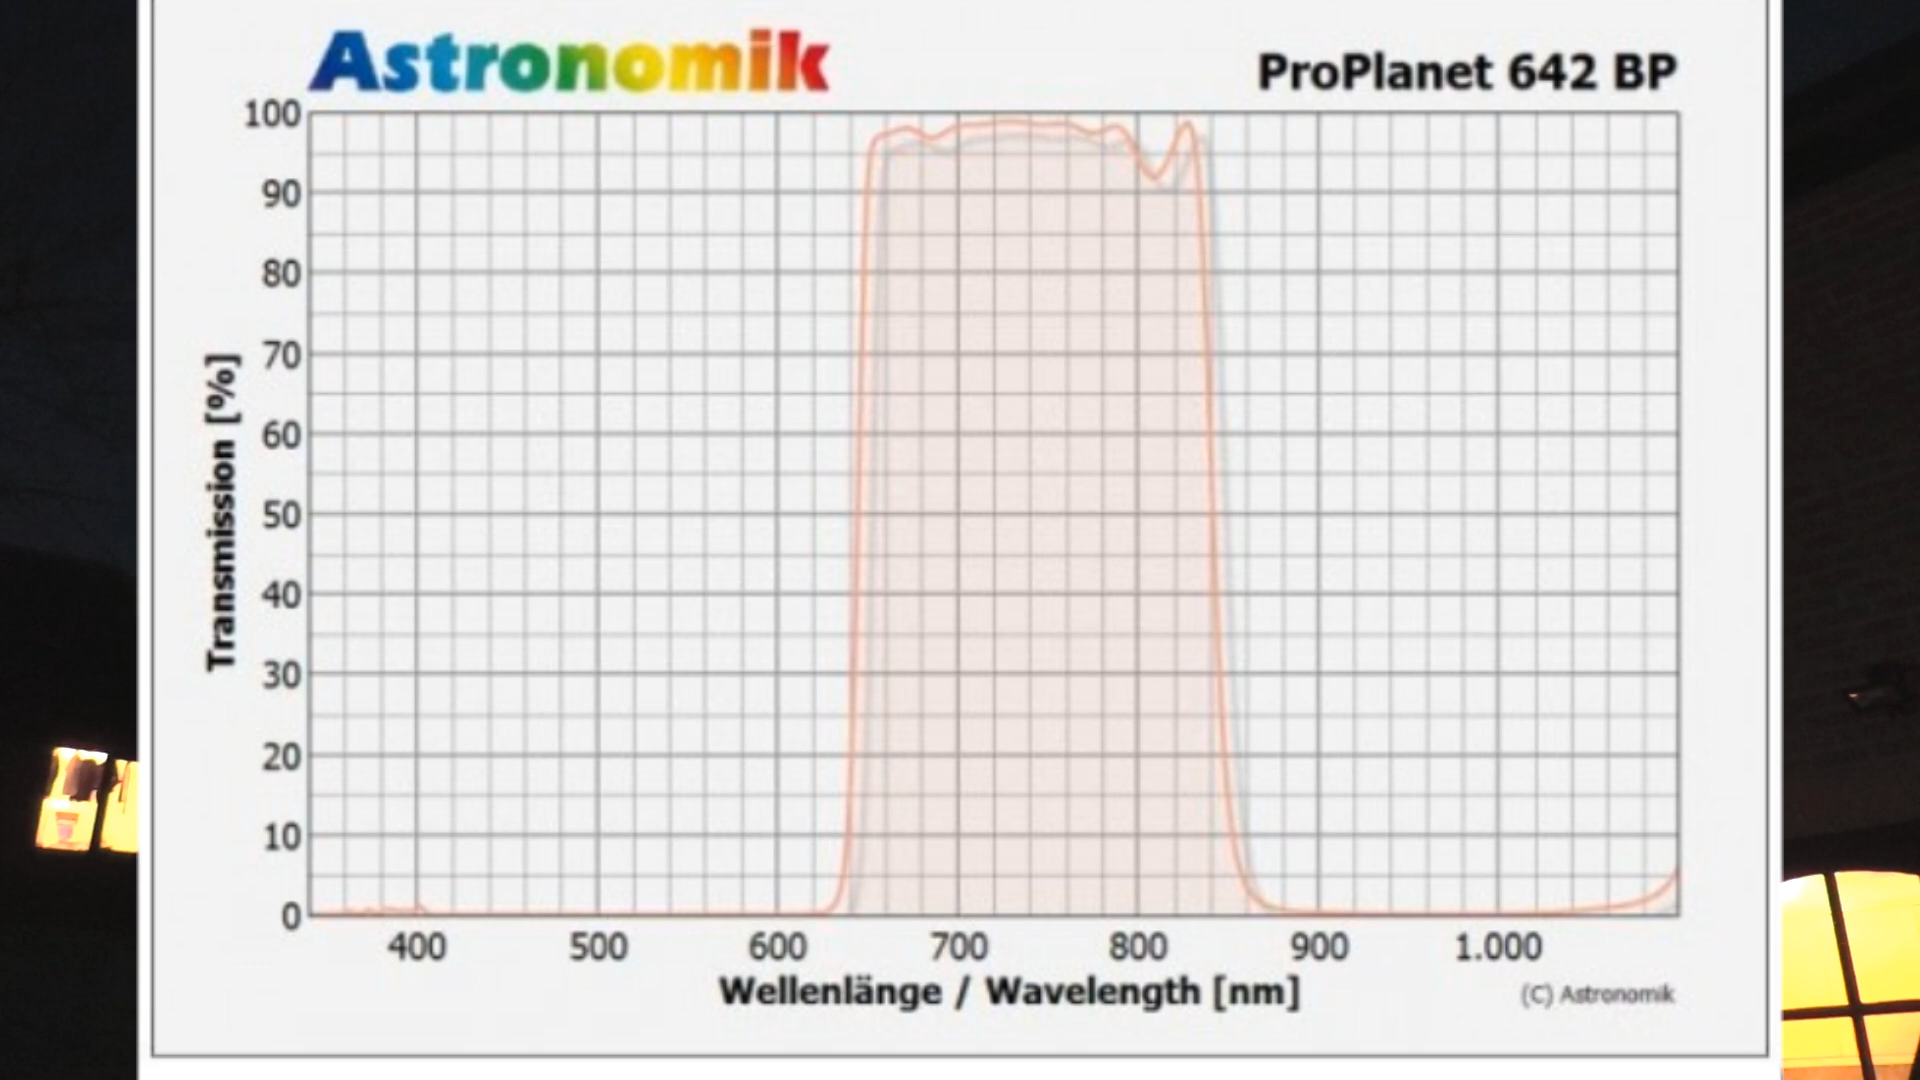 Astronomik
ProPlanet 642 BP
100
90
80
70
60
50
40
30
20
10
0
Transmission [%]
400 500 600 700 800 900 1.000
Wellenlänge / Wavelength [nm]
(C) Astronomik